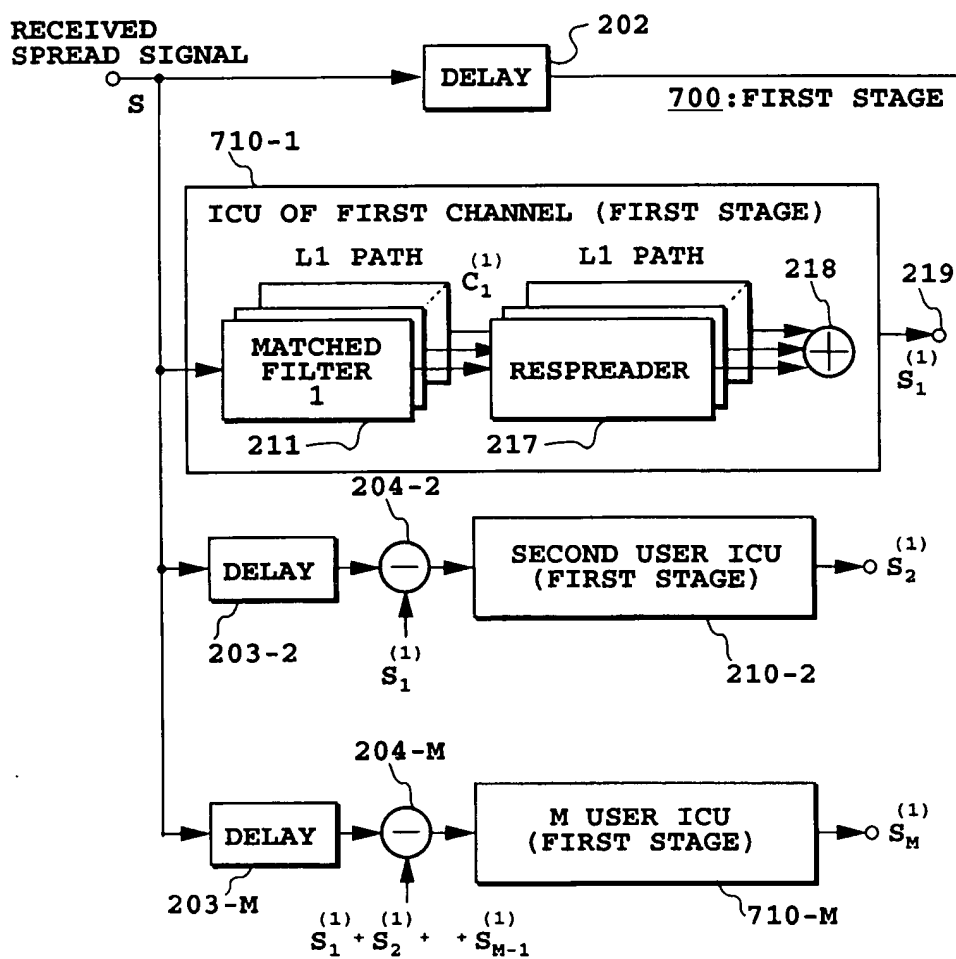 RECEIVED
SPREAD SIGNAL
S
202
DELAY
700:FIRST STAGE
710-1
ICU OF FIRST CHANNEL (FIRST STAGE)
L1 PATH
C₁⁽¹⁾
L1 PATH
218
219
MATCHED
FILTER
1
RESPREADER
+
S₁⁽¹⁾
211
217
204-2
DELAY
−
SECOND USER ICU
(FIRST STAGE)
S₂⁽¹⁾
203-2
S₁⁽¹⁾
210-2
204-M
DELAY
−
M USER ICU
(FIRST STAGE)
S_M⁽¹⁾
203-M
710-M
S₁⁽¹⁾ + S₂⁽¹⁾ + + S_M-1⁽¹⁾